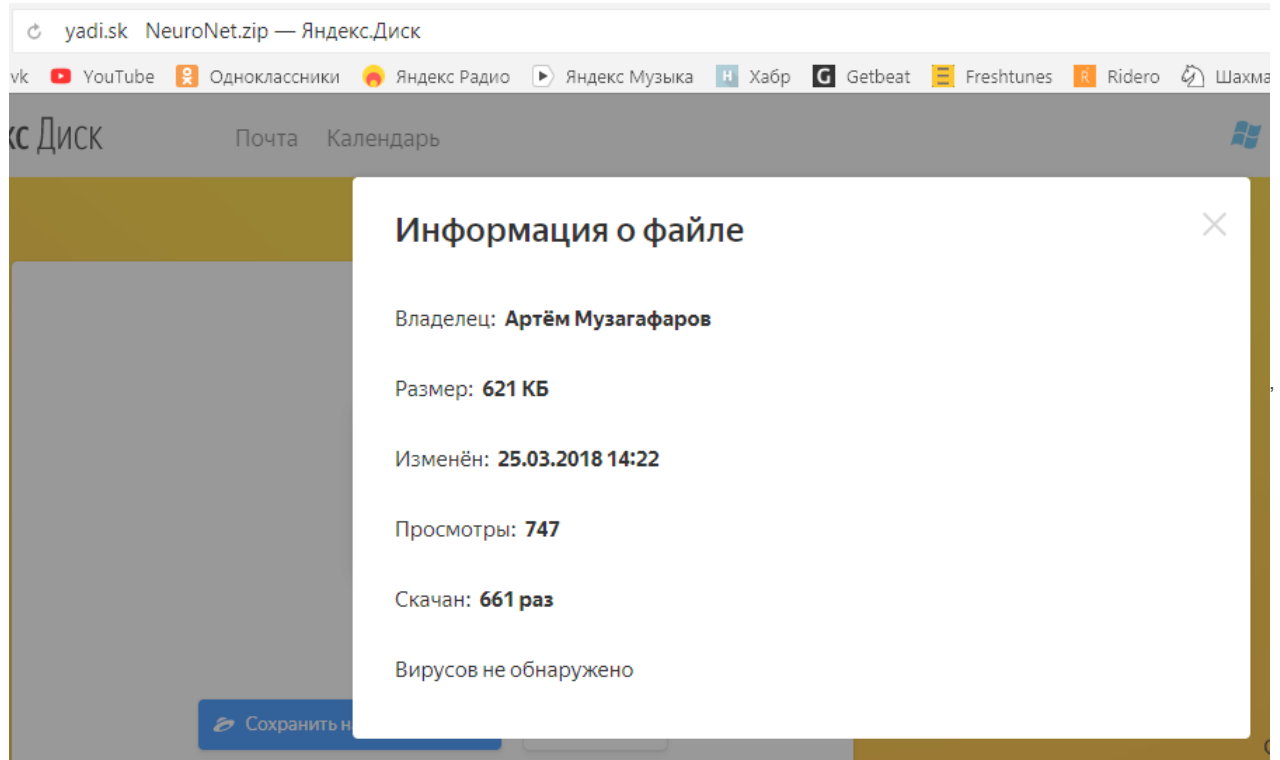 yadi.sk NeuroNet.zip — Яндекс.Диск
vk YouTube Одноклассники Яндекс Радио Яндекс Музыка Хабр Getbeat Freshtunes Ridero Шахма
кс Диск Почта Календарь
Информация о файле
Владелец: Артём Музагафаров
Размер: 621 КБ
Изменён: 25.03.2018 14:22
Просмотры: 747
Скачан: 661 раз
Вирусов не обнаружено
Сохранить н